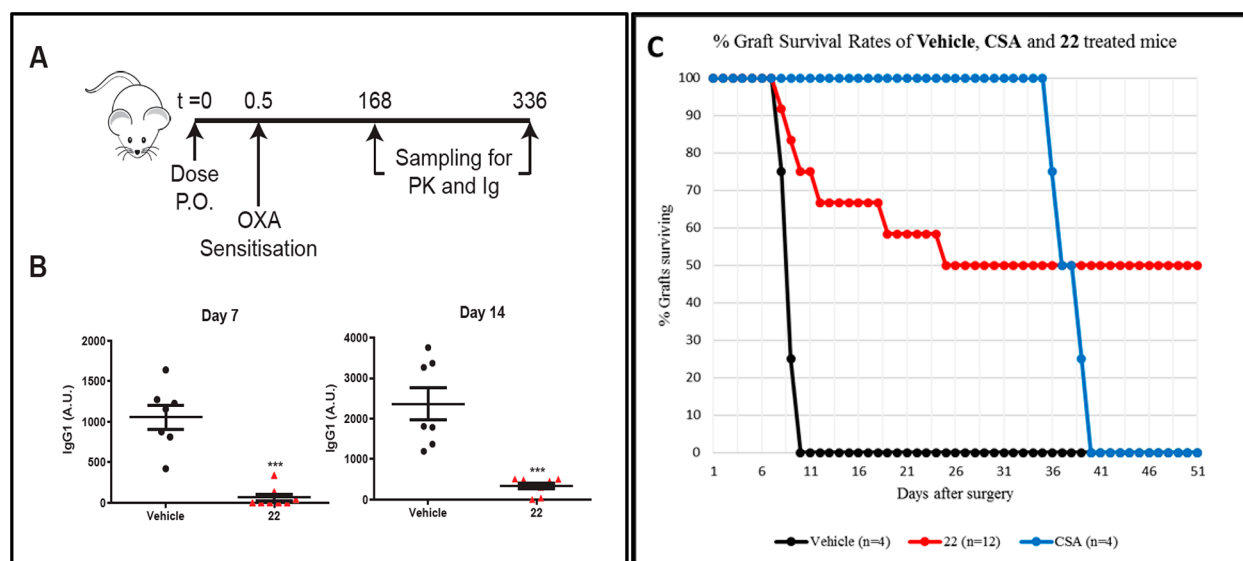 A
t =0 0.5 168 336
Dose
P.O.
OXA
Sensitisation
Sampling for
PK and Ig
B
Day 7
IgG1 (A.U.)
2000
1500
1000
500
0
***
Vehicle 22
Day 14
IgG1 (A.U.)
4000
3000
2000
1000
0
***
Vehicle 22
C
% Graft Survival Rates of Vehicle, CSA and 22 treated mice
% Grafts surviving
100
90
80
70
60
50
40
30
20
10
0
1 6 11 16 21 26 31 36 41 46 51
Days after surgery
Vehicle (n=4) 22 (n=12) CSA (n=4)